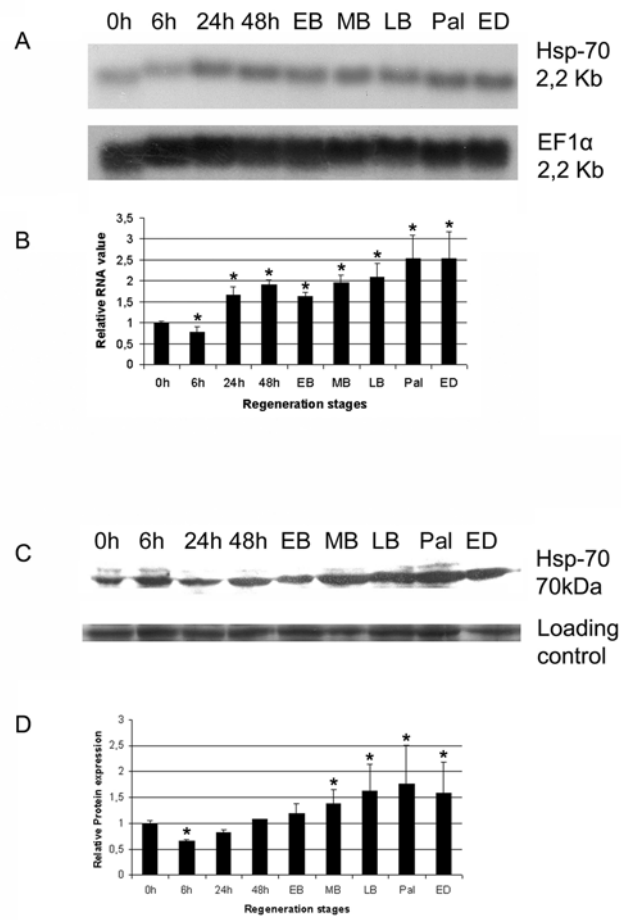 A
0h 6h 24h 48h EB MB LB Pal ED
Hsp-70
2,2 Kb
EF1α
2,2 Kb
B
Relative RNA value
3,5
3
2,5
2
1,5
1
0,5
0
* * * * * * * *
0h 6h 24h 48h EB MB LB Pal ED
Regeneration stages
C
0h 6h 24h 48h EB MB LB Pal ED
Hsp-70
70kDa
Loading
control
D
Relative Protein expression
3
2,5
2
1,5
1
0,5
0
* * * * *
0h 6h 24h 48h EB MB LB Pal ED
Regeneration stages